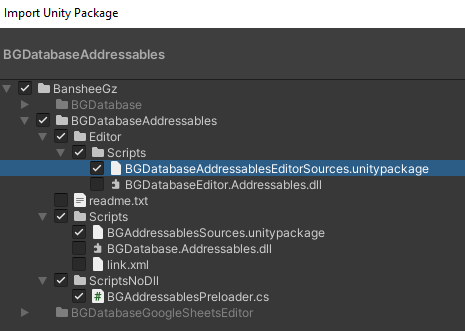 Import Unity Package
BGDatabaseAddressables
BansheeGz
BGDatabase
BGDatabaseAddressables
Editor
Scripts
BGDatabaseAddressablesEditorSources.unitypackage
BGDatabaseEditor.Addressables.dll
readme.txt
Scripts
BGAddressablesSources.unitypackage
BGDatabase.Addressables.dll
link.xml
ScriptsNoDll
BGAddressablesPreloader.cs
BGDatabaseGoogleSheetsEditor